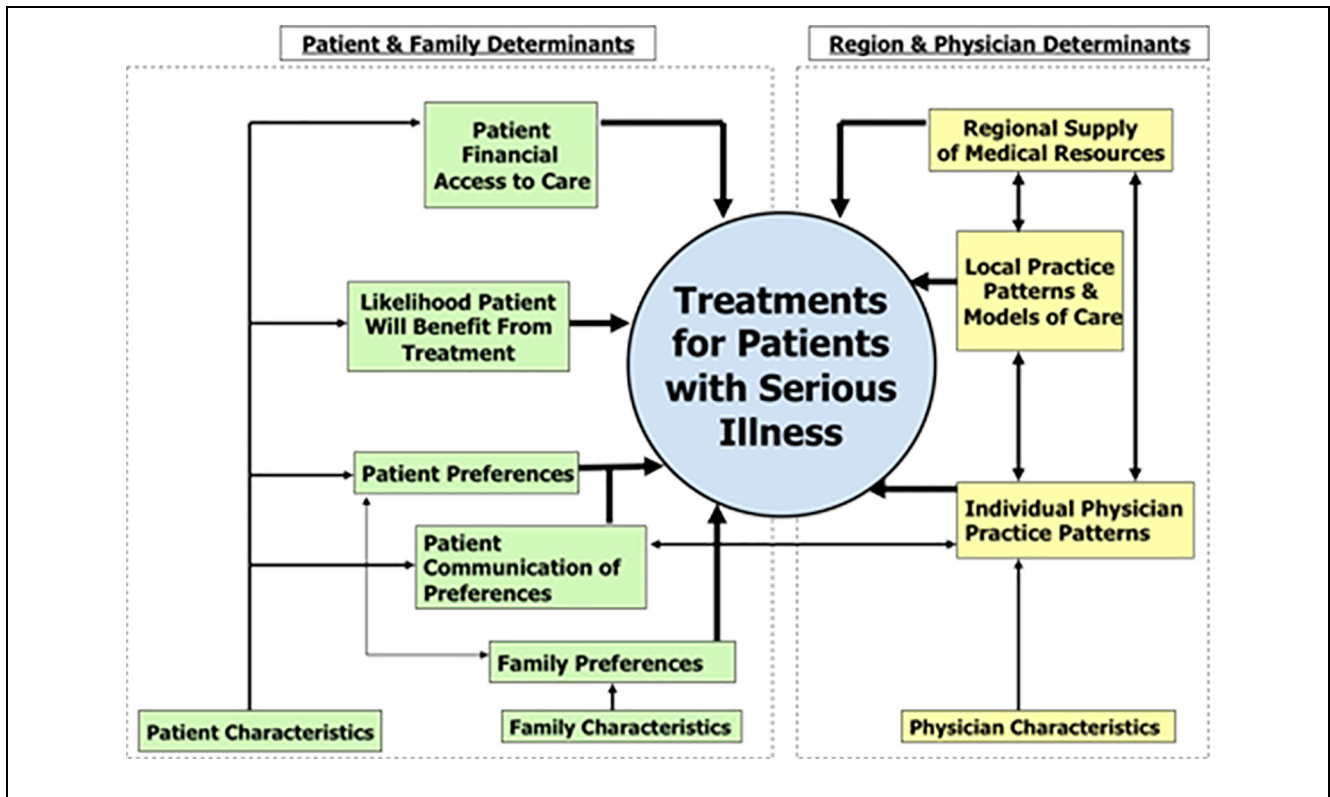 Patient & Family Determinants
Region & Physician Determinants
Patient
Financial
Access to Care
Regional Supply
of Medical Resources
Likelihood Patient
Will Benefit From
Treatment
Treatments
for Patients
with Serious
Illness
Local Practice
Patterns &
Models of Care
Patient Preferences
Individual Physician
Practice Patterns
Patient
Communication of
Preferences
Family Preferences
Patient Characteristics
Family Characteristics
Physician Characteristics